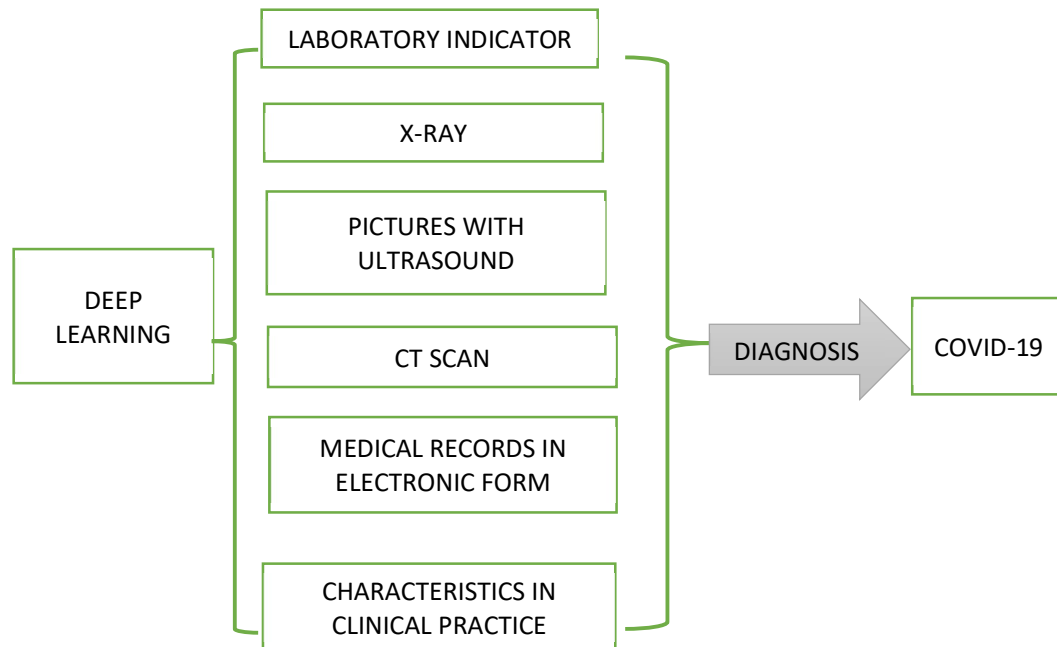 DEEP
LEARNING
LABORATORY INDICATOR
X-RAY
PICTURES WITH
ULTRASOUND
CT SCAN
MEDICAL RECORDS IN
ELECTRONIC FORM
CHARACTERISTICS IN
CLINICAL PRACTICE
DIAGNOSIS
COVID-19